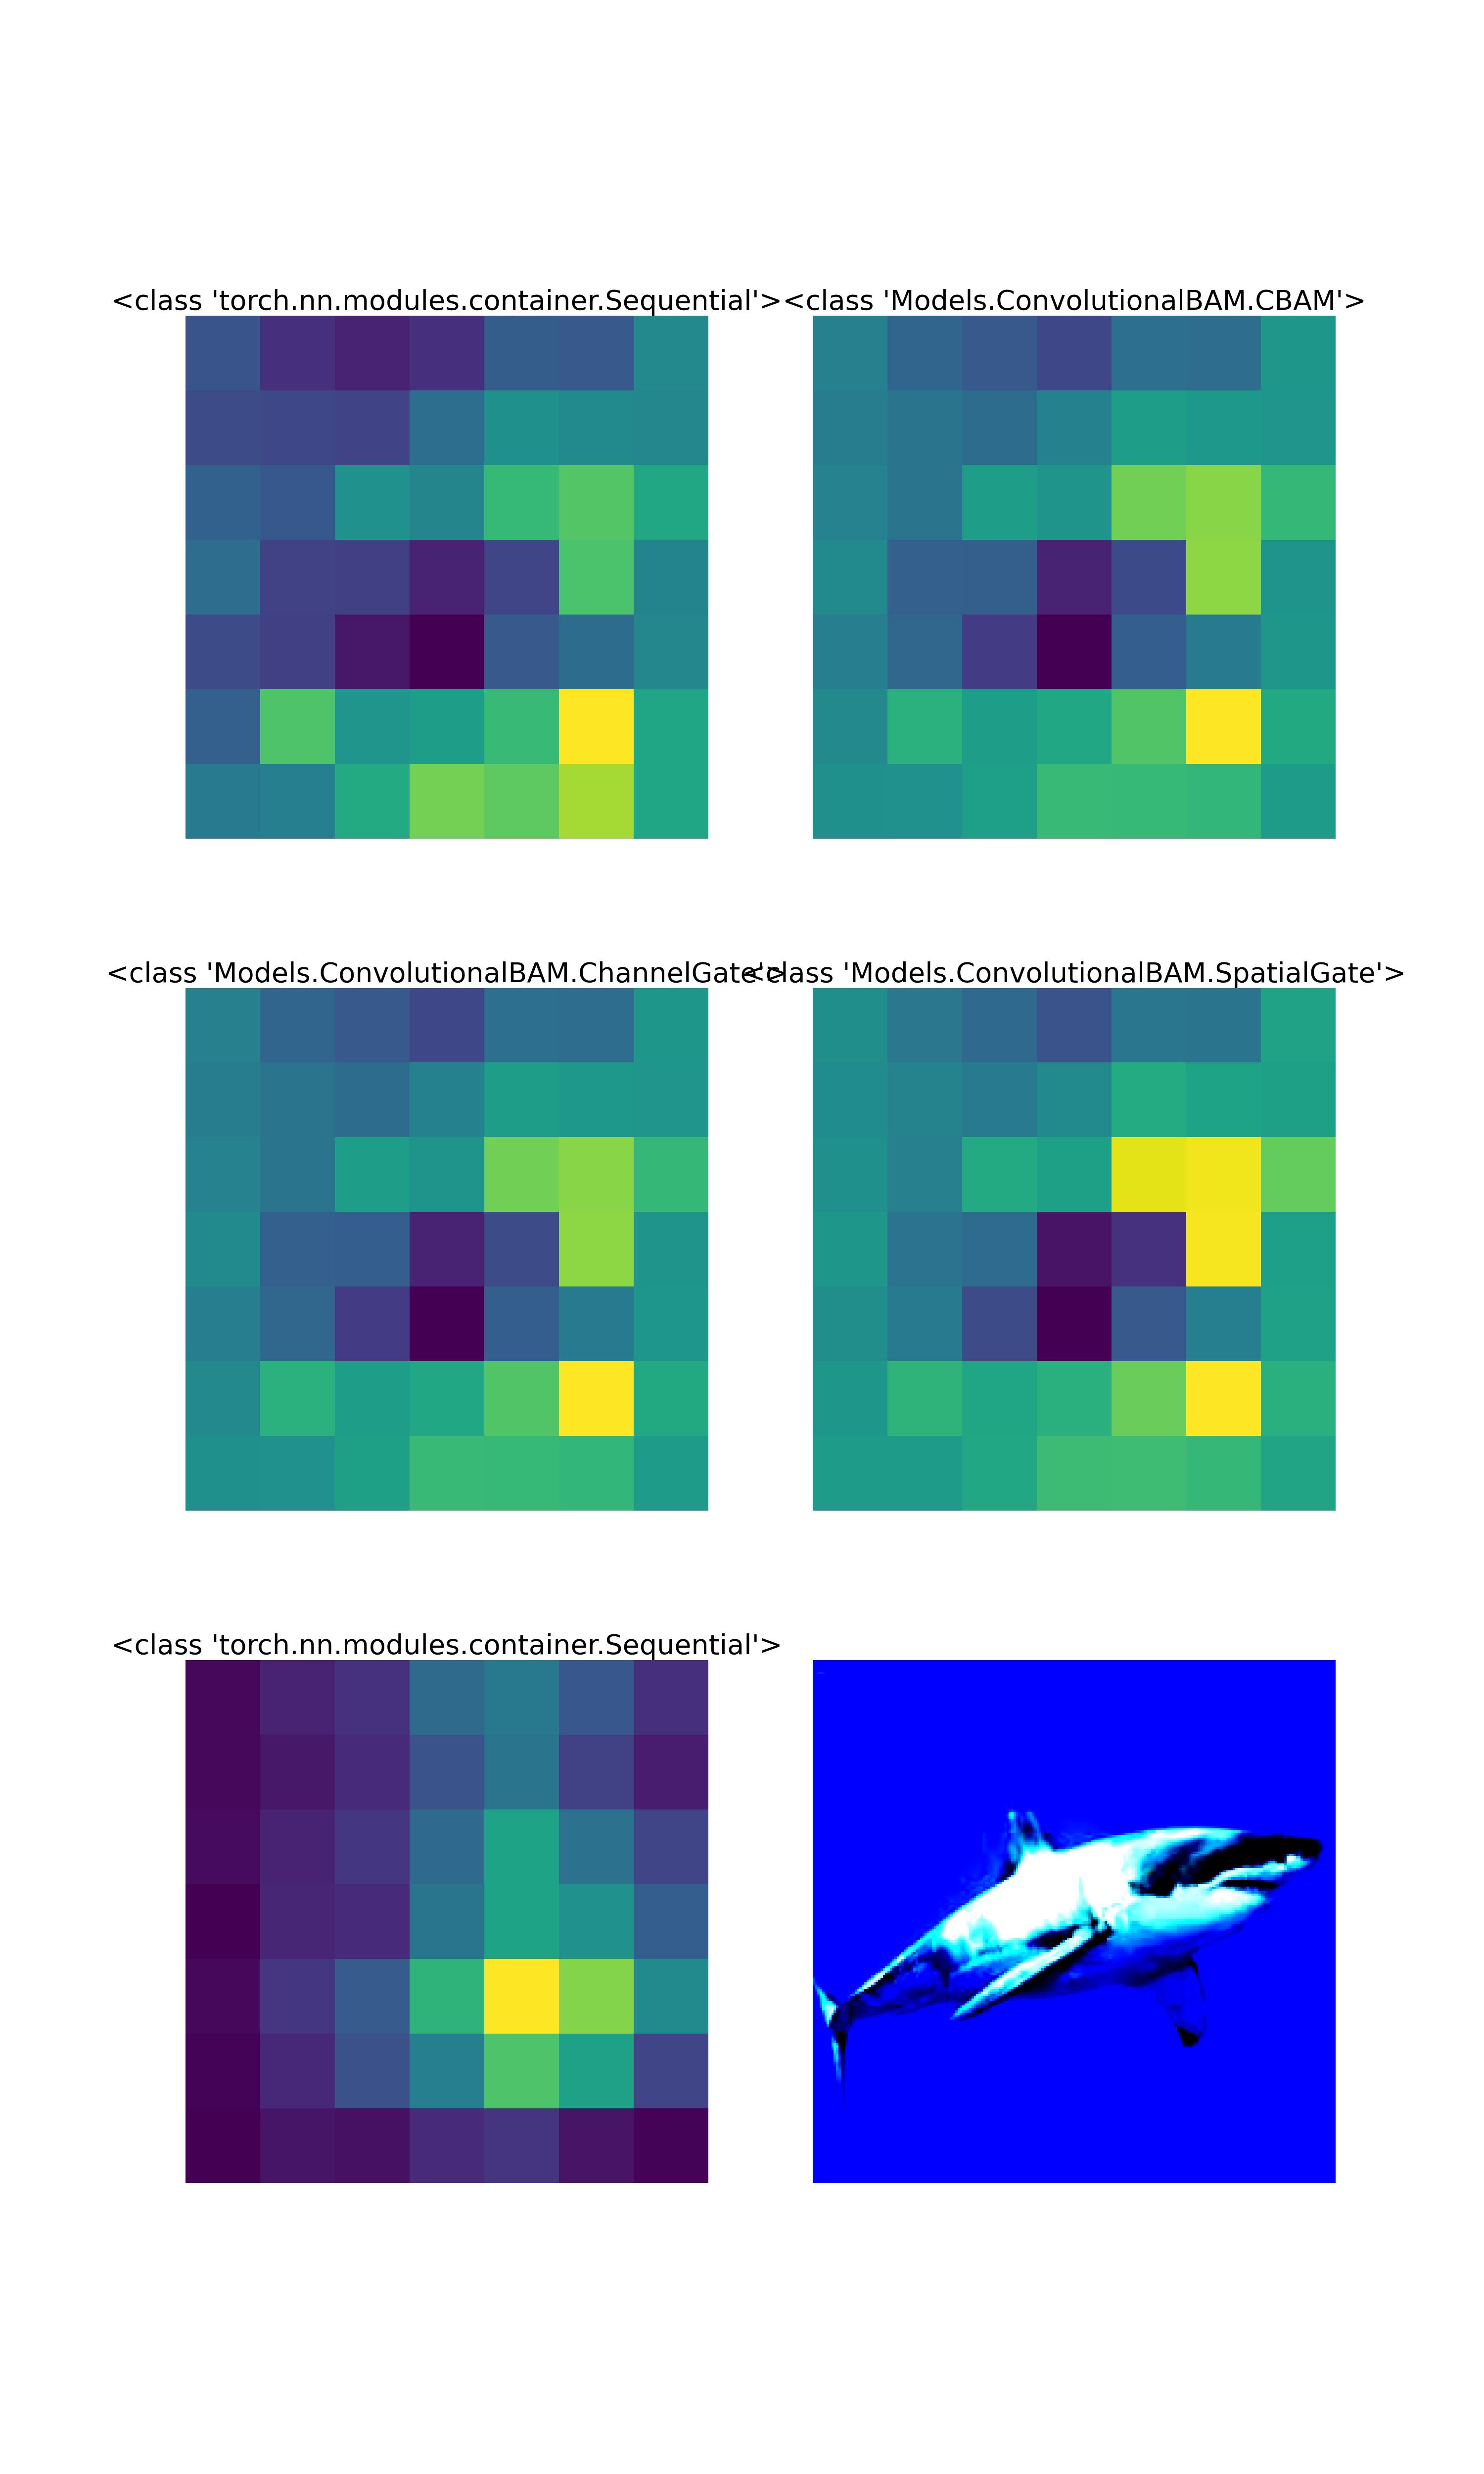 <class 'torch.nn.modules.container.Sequential'>
<class 'Models.ConvolutionalBAM.CBAM'>
<class 'Models.ConvolutionalBAM.ChannelGate'>
<class 'Models.ConvolutionalBAM.SpatialGate'>
<class 'torch.nn.modules.container.Sequential'>